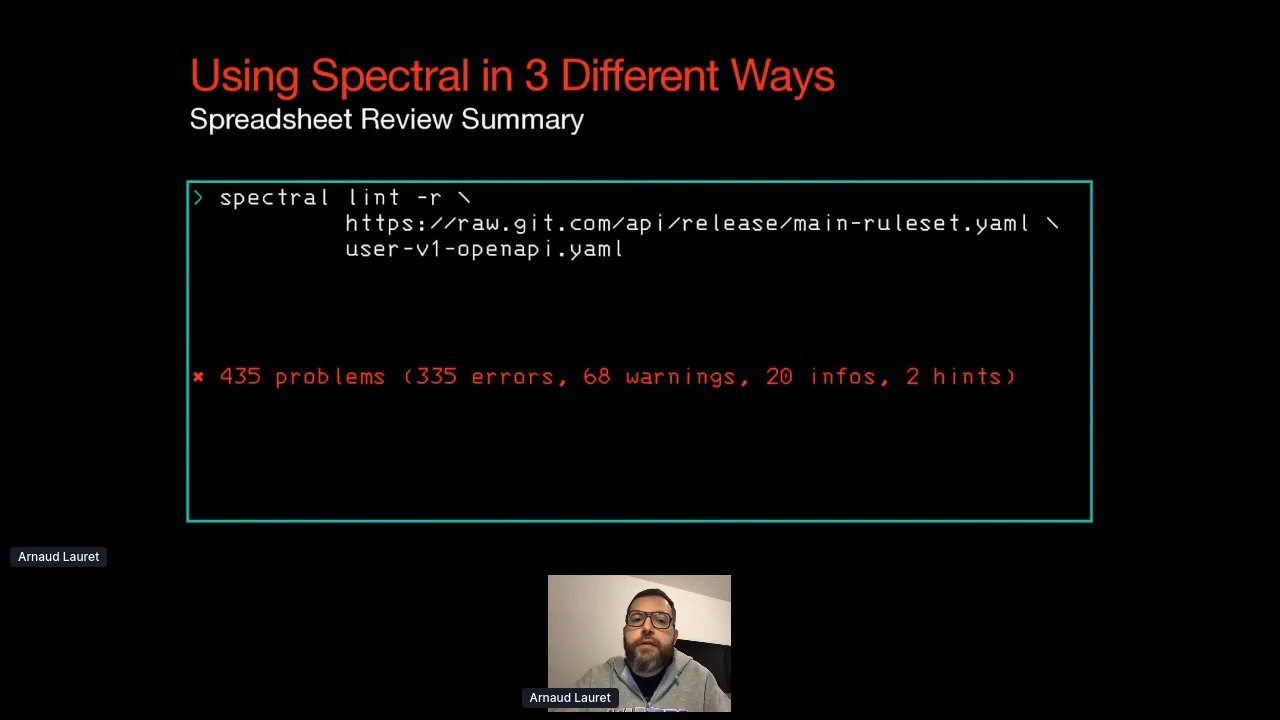 Using Spectral in 3 Different Ways
Spreadsheet Review Summary
> spectral lint -r \
https://raw.git.com/api/release/main-ruleset.yaml \
user-v1-openapi.yaml
✖ 435 problems (335 errors, 68 warnings, 20 infos, 2 hints)
Arnaud Lauret
Arnaud Lauret